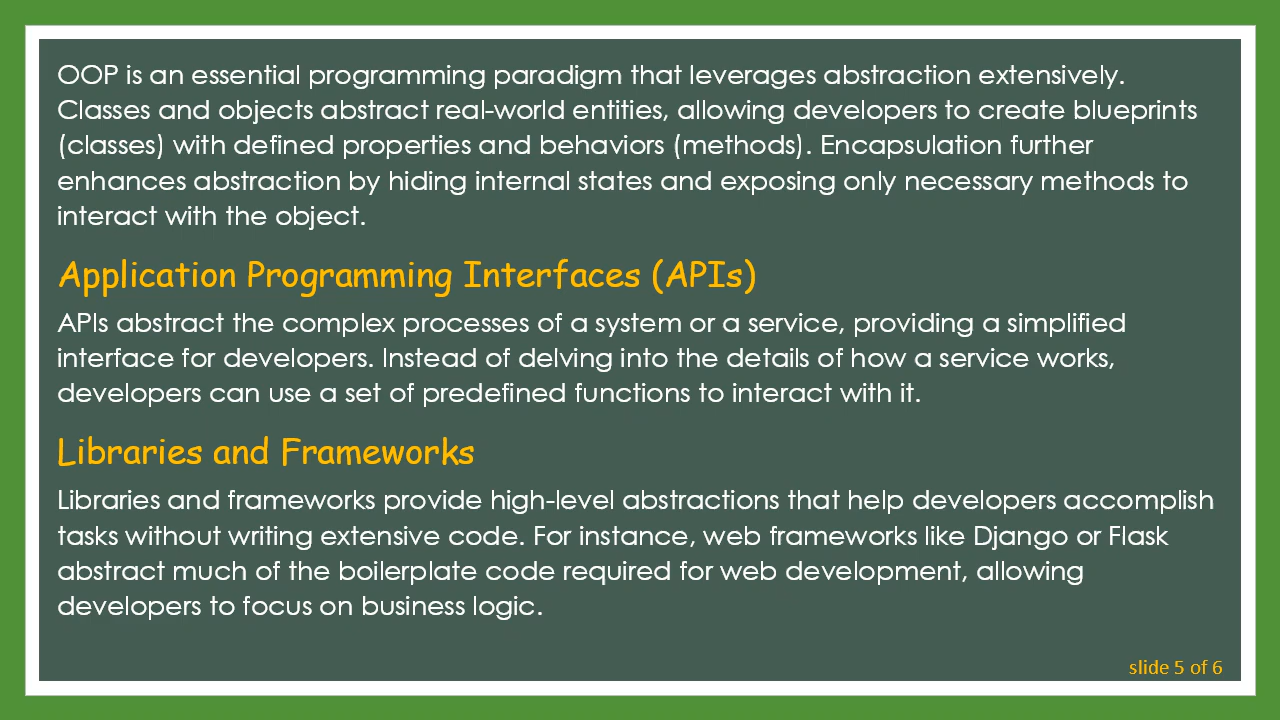 OOP is an essential programming paradigm that leverages abstraction extensively.
Classes and objects abstract real-world entities, allowing developers to create blueprints
(classes) with defined properties and behaviors (methods). Encapsulation further
enhances abstraction by hiding internal states and exposing only necessary methods to
interact with the object.
Application Programming Interfaces (APIs)
APIs abstract the complex processes of a system or a service, providing a simplified
interface for developers. Instead of delving into the details of how a service works,
developers can use a set of predefined functions to interact with it.
Libraries and Frameworks
Libraries and frameworks provide high-level abstractions that help developers accomplish
tasks without writing extensive code. For instance, web frameworks like Django or Flask
abstract much of the boilerplate code required for web development, allowing
developers to focus on business logic.
slide 5 of 6